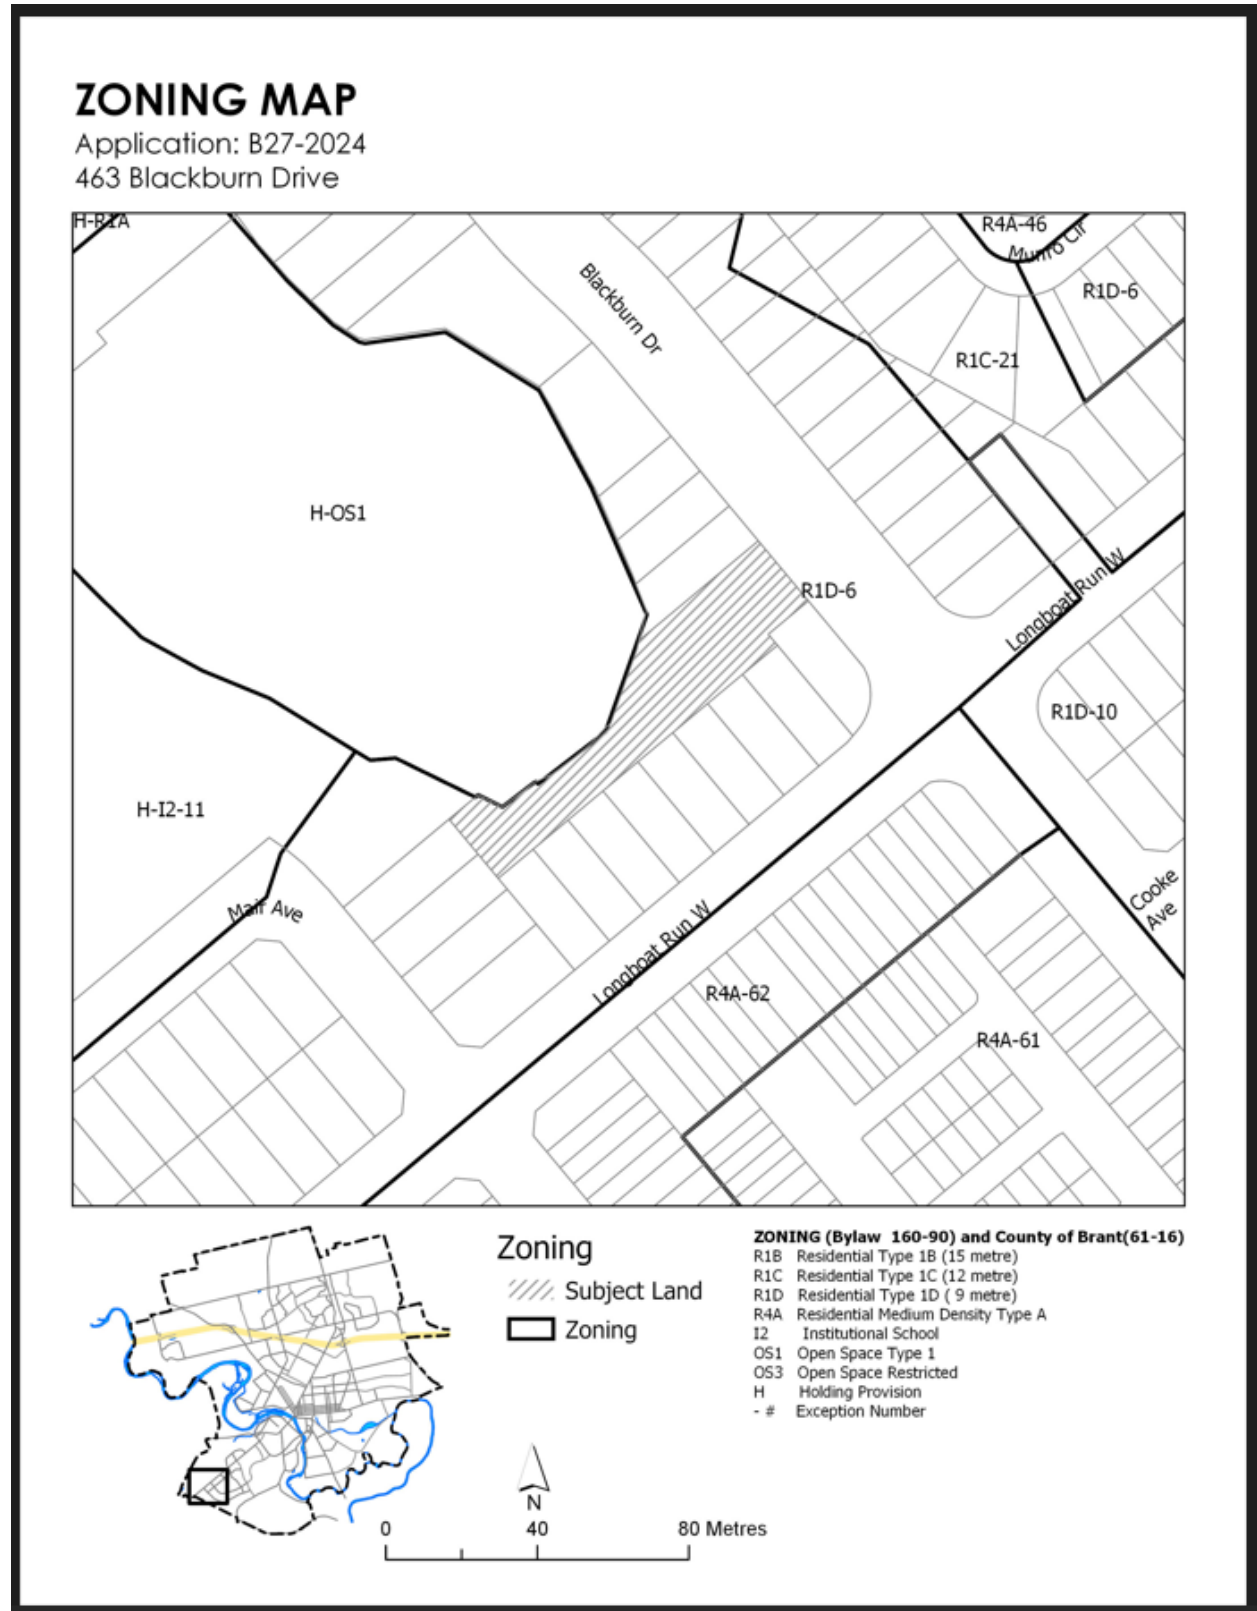 ZONING MAP
Application: B27-2024
463 Blackburn Drive
H-R1A
R4A-46
Munro Cir
Blackburn Dr
R1D-6
R1C-21
H-OS1
R1D-6
Longboat Run W
R1D-10
H-I2-11
Mair Ave
Cooke
Ave
Longboat Run W
R4A-62
R4A-61
Zoning
Subject Land
Zoning
ZONING (Bylaw 160-90) and County of Brant(61-16)
R1B Residential Type 1B (15 metre)
R1C Residential Type 1C (12 metre)
R1D Residential Type 1D ( 9 metre)
R4A Residential Medium Density Type A
I2 Institutional School
OS1 Open Space Type 1
OS3 Open Space Restricted
H Holding Provision
- # Exception Number
N
0 40 80 Metres